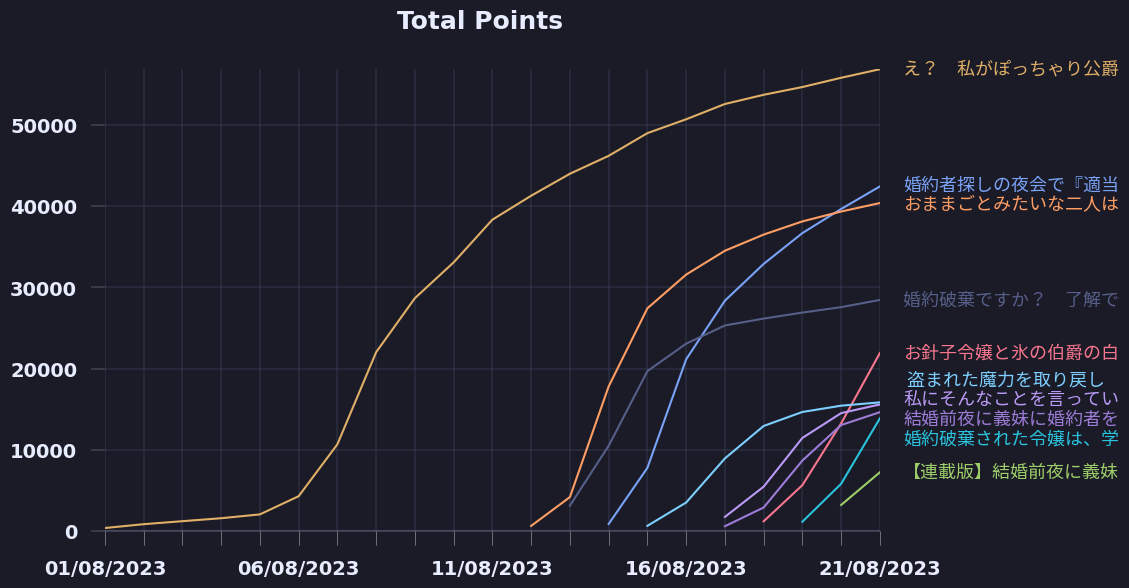 Total Points
え？　私がぽっちゃり公爵
50000
婚約者探しの夜会で『適当
40000
おままごとみたいな二人は
30000
婚約破棄ですか？　了解で
お針子令嬢と氷の伯爵の白
20000
盗まれた魔力を取り戻し
私にそんなことを言ってい
結婚前夜に義妹に婚約者を
10000
婚約破棄された令嬢は、学
【連載版】結婚前夜に義妹
0
01/08/2023
06/08/2023
11/08/2023
16/08/2023
21/08/2023